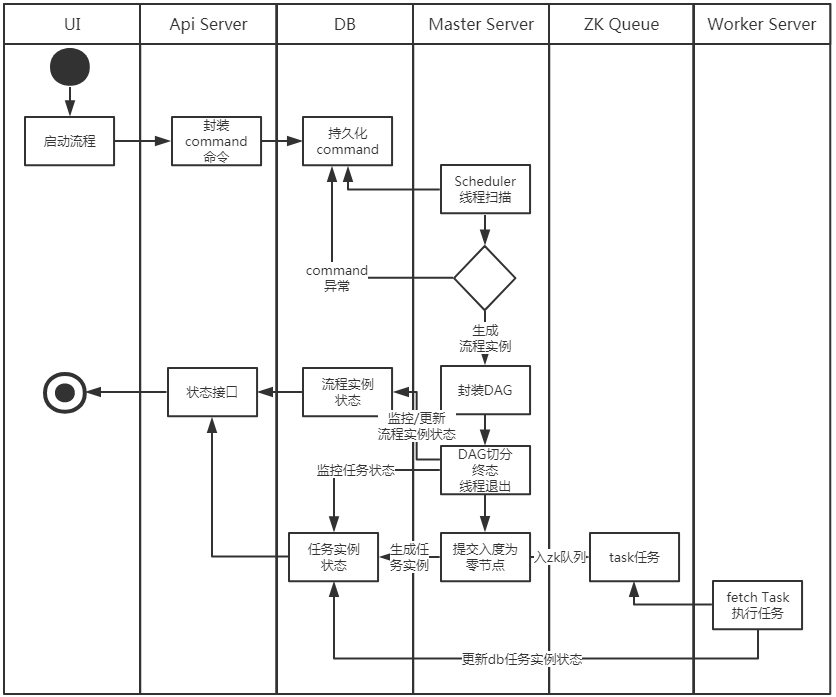 UI
Api Server
DB
Master Server
ZK Queue
Worker Server
启动流程
封装
command
命令
持久化
command
Scheduler
线程扫描
command
异常
生成
流程实例
状态接口
流程实例
状态
封装DAG
监控/更新
流程实例状态
DAG切分
终态
线程退出
监控任务状态
任务实例
状态
生成任
务实例
提交入度为
零节点
入zk队列
task任务
fetch Task
执行任务
更新db任务实例状态